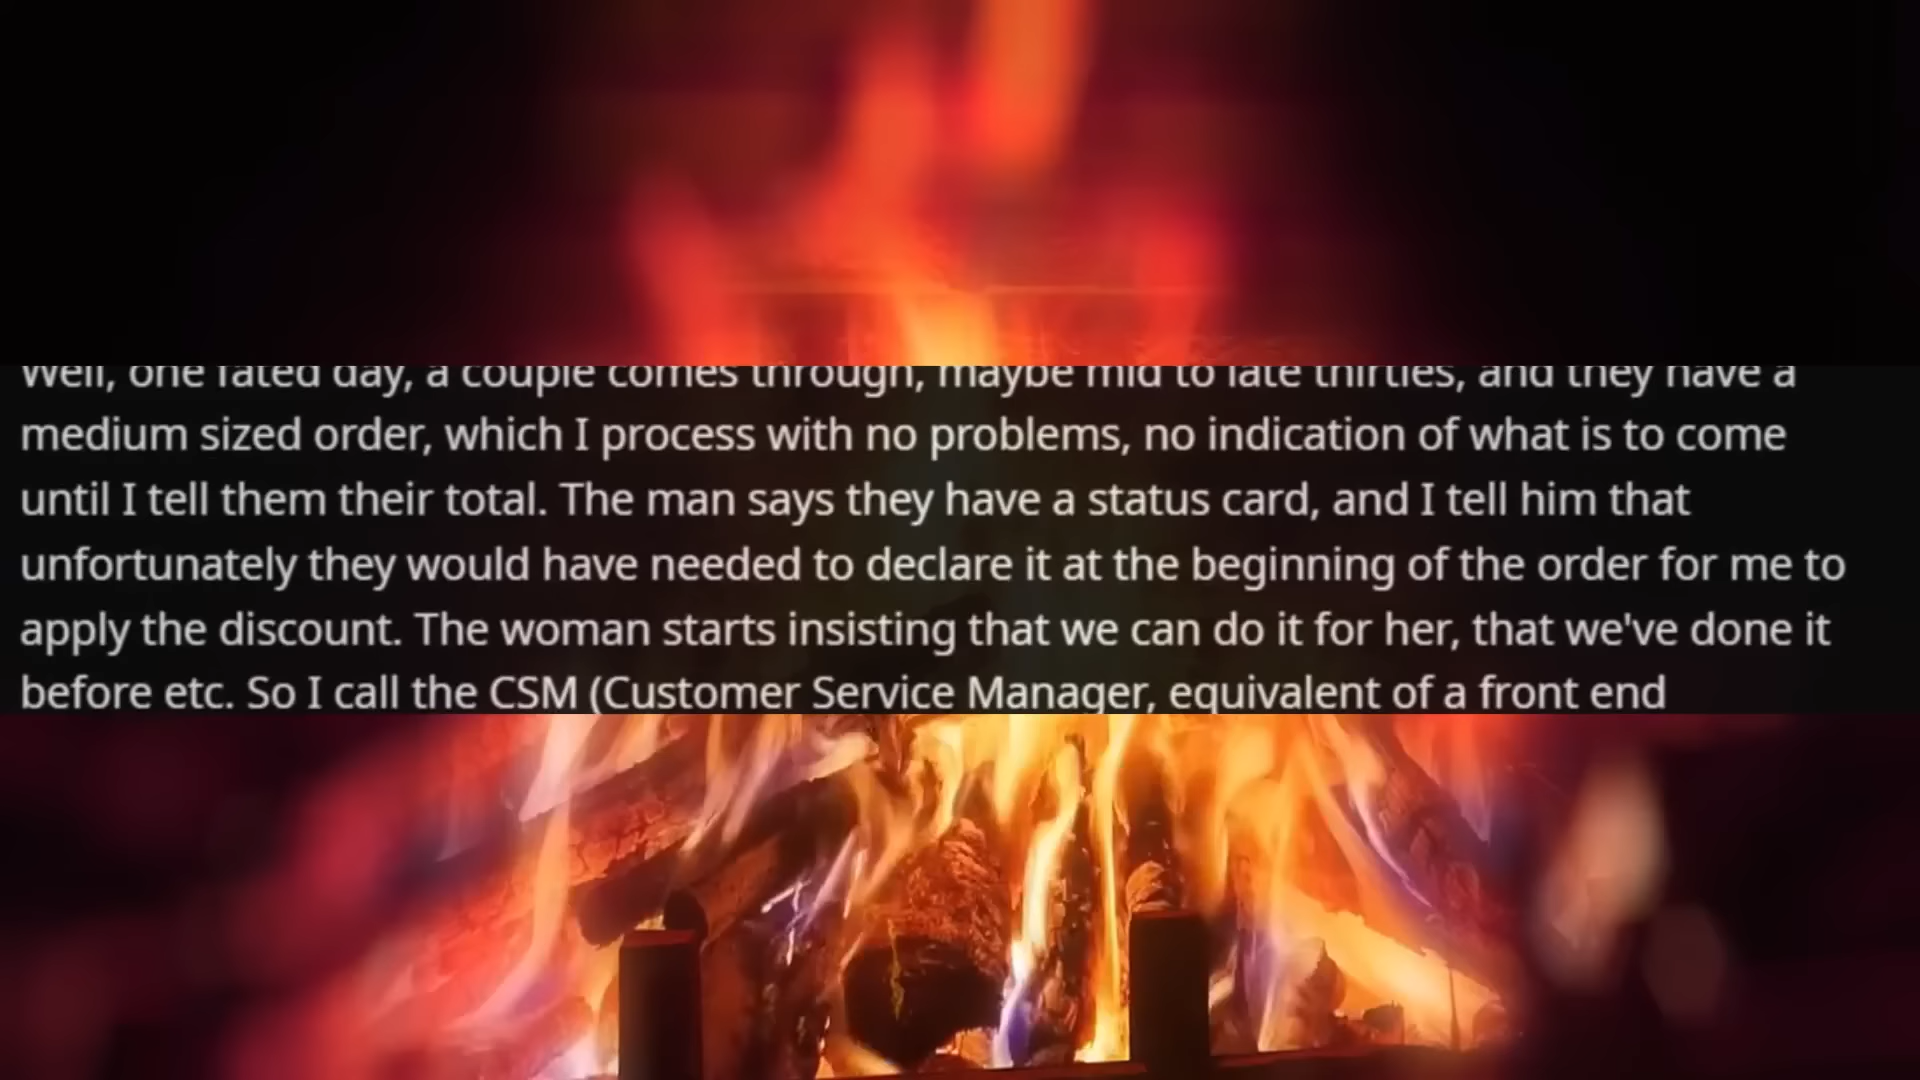 Well, one fated day, a couple comes through, maybe mid to late thirties, and they have a
medium sized order, which I process with no problems, no indication of what is to come
until I tell them their total. The man says they have a status card, and I tell him that
unfortunately they would have needed to declare it at the beginning of the order for me to
apply the discount. The woman starts insisting that we can do it for her, that we've done it
before etc. So I call the CSM (Customer Service Manager, equivalent of a front end